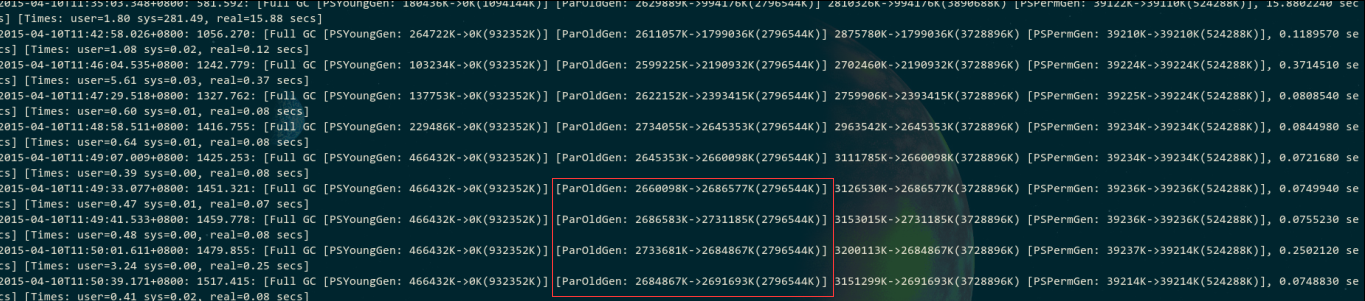 2015-04-10T11:35:03.348+0800: 581.592: [Full GC [PSYoungGen: 180436K->0K(1094144K)] [ParOldGen: 2629889K->994176K(2796544K)] 2810326K->994176K(3890688K) [PSPermGen: 39122K->39110K(524288K)], 15.8802240 sec
s] [Times: user=1.80 sys=281.49, real=15.88 secs]
2015-04-10T11:42:58.026+0800: 1056.270: [Full GC [PSYoungGen: 264722K->0K(932352K)] [ParOldGen: 2611057K->1799036K(2796544K)] 2875780K->1799036K(3728896K) [PSPermGen: 39210K->39210K(524288K)], 0.1189570 se
cs] [Times: user=1.08 sys=0.02, real=0.12 secs]
2015-04-10T11:46:04.535+0800: 1242.779: [Full GC [PSYoungGen: 103234K->0K(932352K)] [ParOldGen: 2599225K->2190932K(2796544K)] 2702460K->2190932K(3728896K) [PSPermGen: 39224K->39224K(524288K)], 0.3714510 se
cs] [Times: user=5.61 sys=0.03, real=0.37 secs]
2015-04-10T11:47:29.518+0800: 1327.762: [Full GC [PSYoungGen: 137753K->0K(932352K)] [ParOldGen: 2622152K->2393415K(2796544K)] 2759906K->2393415K(3728896K) [PSPermGen: 39225K->39224K(524288K)], 0.0808540 se
cs] [Times: user=0.60 sys=0.01, real=0.08 secs]
2015-04-10T11:48:58.511+0800: 1416.755: [Full GC [PSYoungGen: 229486K->0K(932352K)] [ParOldGen: 2734055K->2645353K(2796544K)] 2963542K->2645353K(3728896K) [PSPermGen: 39234K->39234K(524288K)], 0.0844980 se
cs] [Times: user=0.64 sys=0.01, real=0.08 secs]
2015-04-10T11:49:07.009+0800: 1425.253: [Full GC [PSYoungGen: 466432K->0K(932352K)] [ParOldGen: 2645353K->2660098K(2796544K)] 3111785K->2660098K(3728896K) [PSPermGen: 39234K->39234K(524288K)], 0.0721680 se
cs] [Times: user=0.39 sys=0.00, real=0.08 secs]
2015-04-10T11:49:33.077+0800: 1451.321: [Full GC [PSYoungGen: 466432K->0K(932352K)] [ParOldGen: 2660098K->2686577K(2796544K)] 3126530K->2686577K(3728896K) [PSPermGen: 39236K->39236K(524288K)], 0.0749940 se
cs] [Times: user=0.47 sys=0.01, real=0.07 secs]
2015-04-10T11:49:41.533+0800: 1459.778: [Full GC [PSYoungGen: 466432K->0K(932352K)] [ParOldGen: 2686583K->2731185K(2796544K)] 3153015K->2731185K(3728896K) [PSPermGen: 39236K->39236K(524288K)], 0.0755230 se
cs] [Times: user=0.48 sys=0.00, real=0.08 secs]
2015-04-10T11:50:01.611+0800: 1479.855: [Full GC [PSYoungGen: 466432K->0K(932352K)] [ParOldGen: 2733681K->2684867K(2796544K)] 3200113K->2684867K(3728896K) [PSPermGen: 39237K->39214K(524288K)], 0.2502120 se
cs] [Times: user=3.24 sys=0.00, real=0.25 secs]
2015-04-10T11:50:39.171+0800: 1517.415: [Full GC [PSYoungGen: 466432K->0K(932352K)] [ParOldGen: 2684867K->2691693K(2796544K)] 3151299K->2691693K(3728896K) [PSPermGen: 39214K->39214K(524288K)], 0.0748830 se
cs] [Times: user=0.41 sys=0.02, real=0.08 secs]